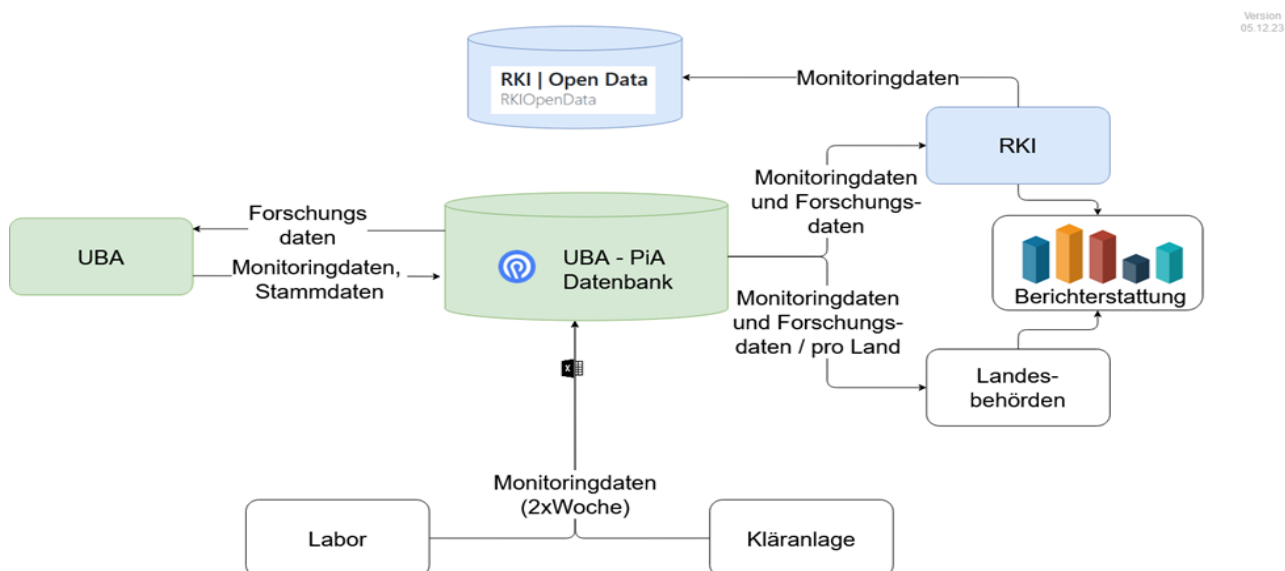 Version
05.12.23
RKI | Open Data
RKIOpenData
Monitoringdaten
RKI
Monitoringdaten
und Forschungs-
daten
Forschungs
daten
UBA
Monitoringdaten,
Stammdaten
UBA - PiA
Datenbank
Berichterstattung
Monitoringdaten
und Forschungs-
daten / pro Land
Landes-
behörden
Monitoringdaten
(2xWoche)
Labor
Kläranlage